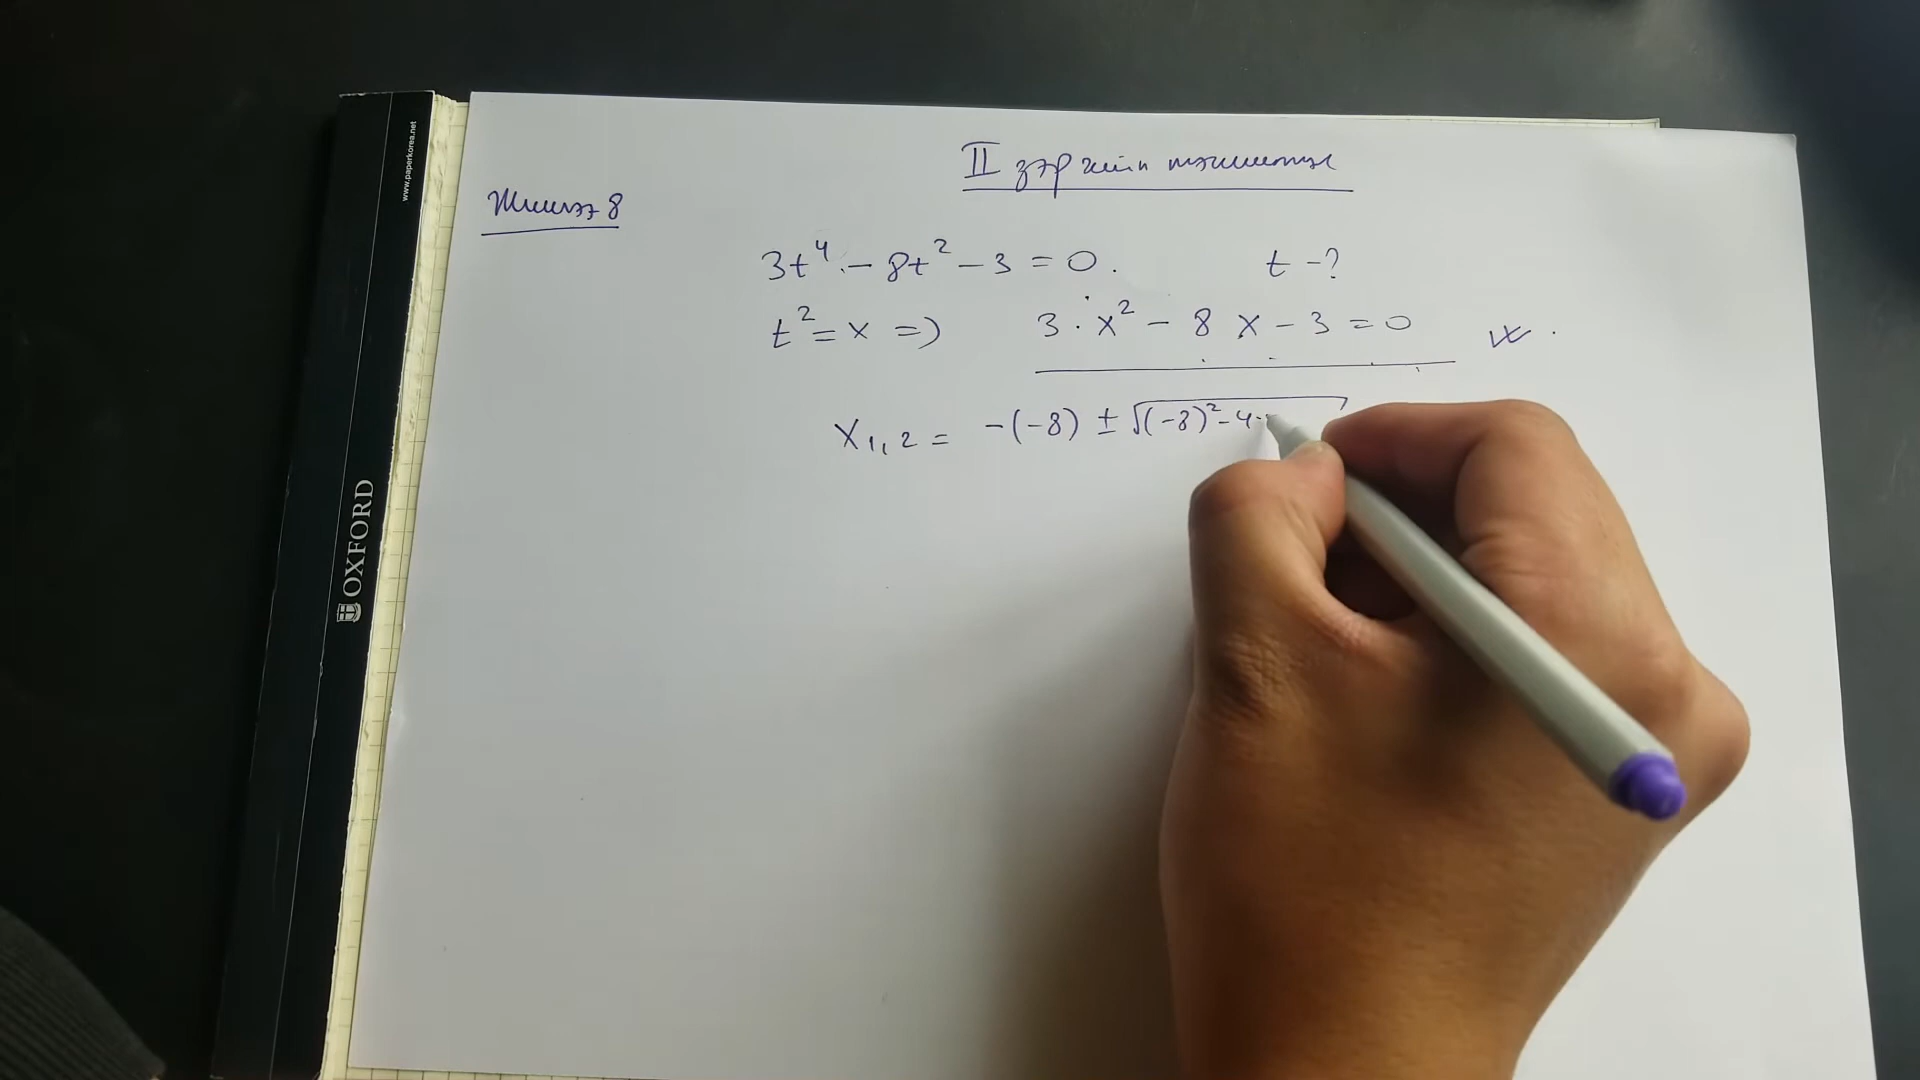 II зэргийн тэгшитгэл
Жишээ 8
3t⁴ - 8t² - 3 = 0. t - ?
t² = x => 3 · x² - 8 x - 3 = 0
x₁,₂ = -(-8) ± √(-8)² - 4 ·
OXFORD
www.paperkorea.net